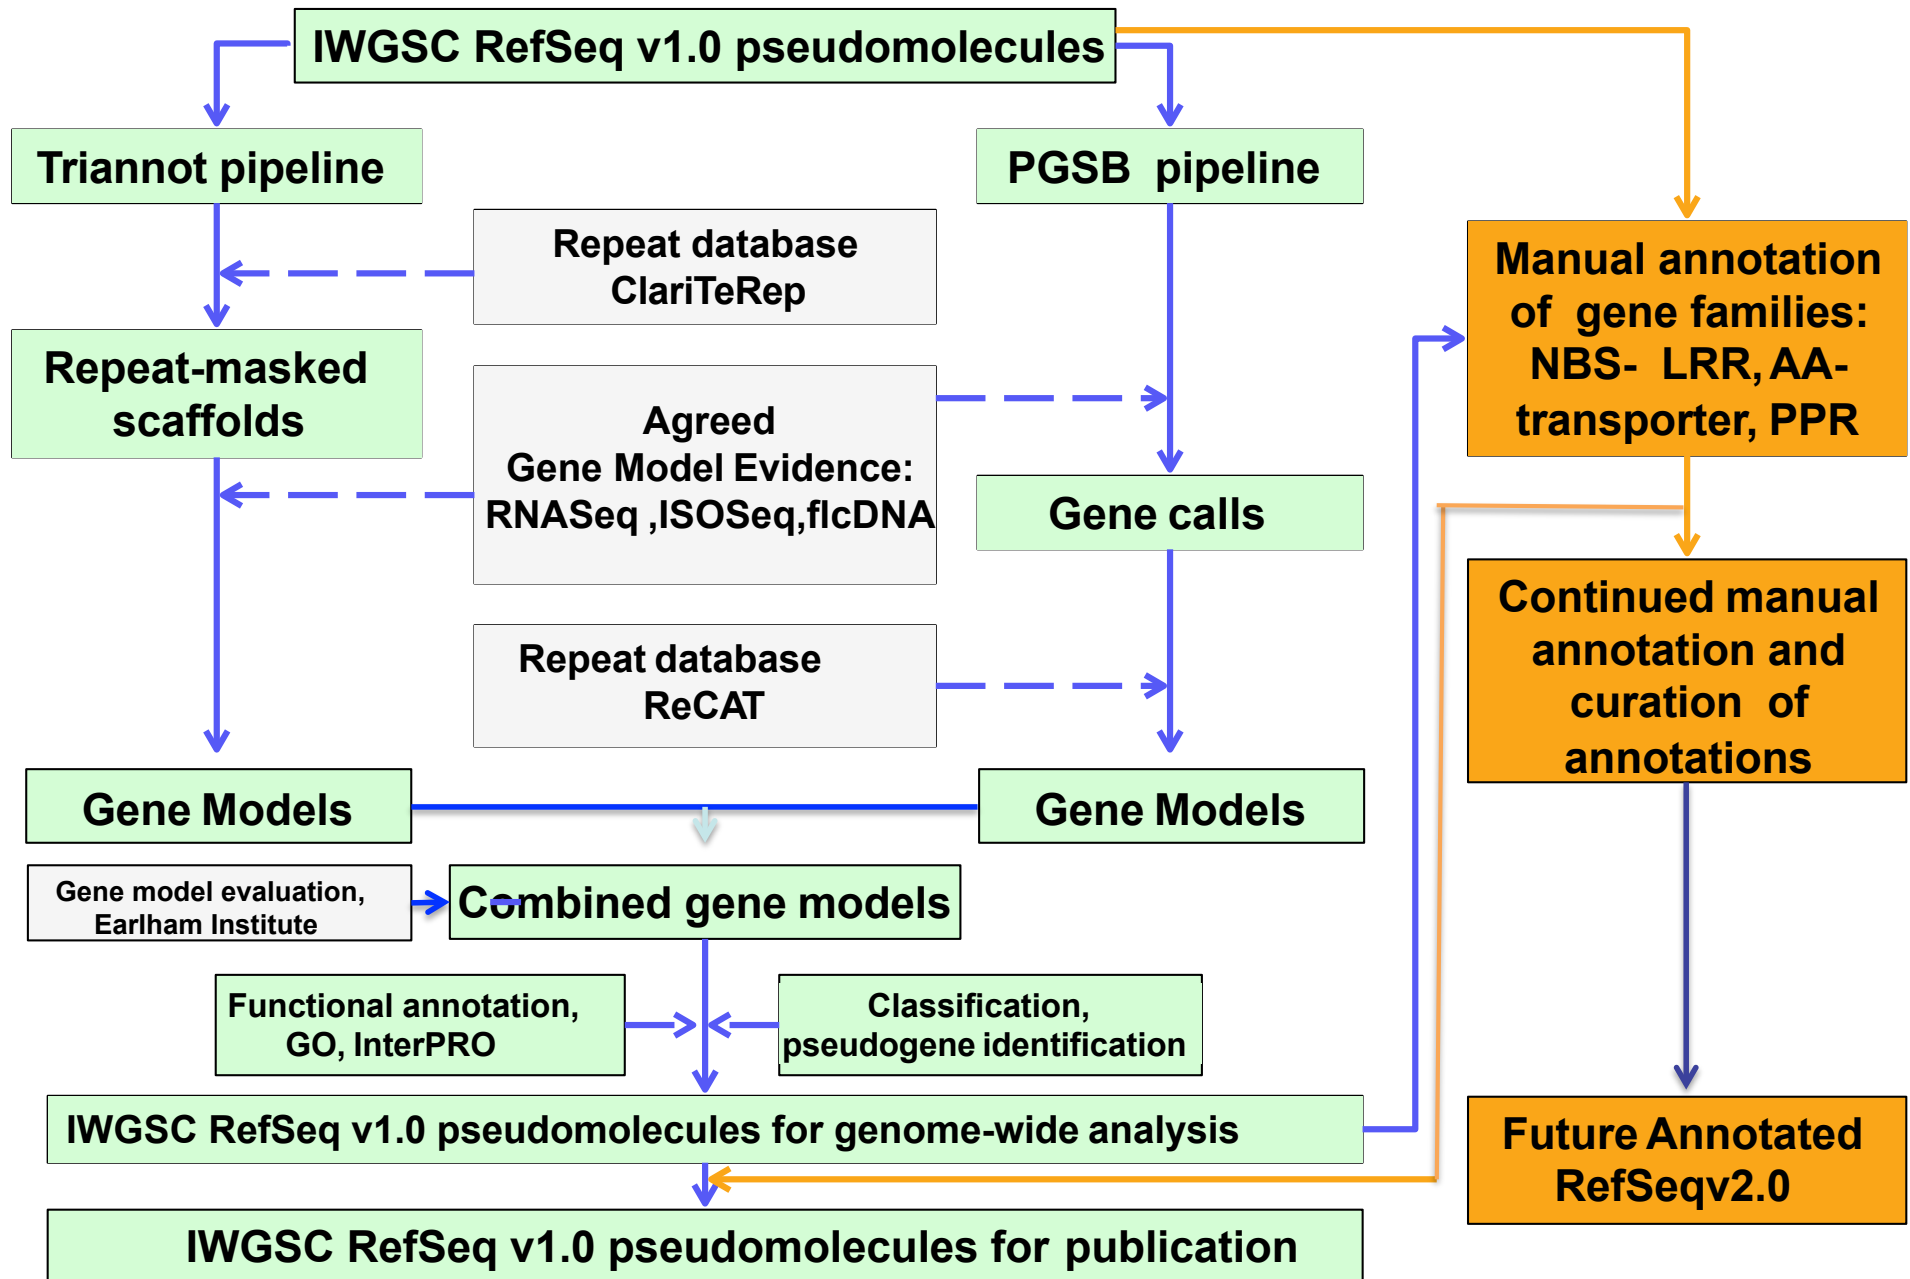 IWGSC RefSeq v1.0 pseudomolecules
Triannot pipeline
PGSB pipeline
Repeat database
ClariTeRep
Manual annotation
of gene families:
NBS- LRR, AA-
transporter, PPR
Repeat-masked
scaffolds
Agreed
Gene Model Evidence:
RNASeq ,ISOSeq,flcDNA
Gene calls
Continued manual
annotation and
curation of
annotations
Repeat database
ReCAT
Gene Models
Gene Models
Gene model evaluation,
Earlham Institute
Combined gene models
Functional annotation,
GO, InterPRO
Classification,
pseudogene identification
IWGSC RefSeq v1.0 pseudomolecules for genome-wide analysis
Future Annotated
RefSeqv2.0
IWGSC RefSeq v1.0 pseudomolecules for publication